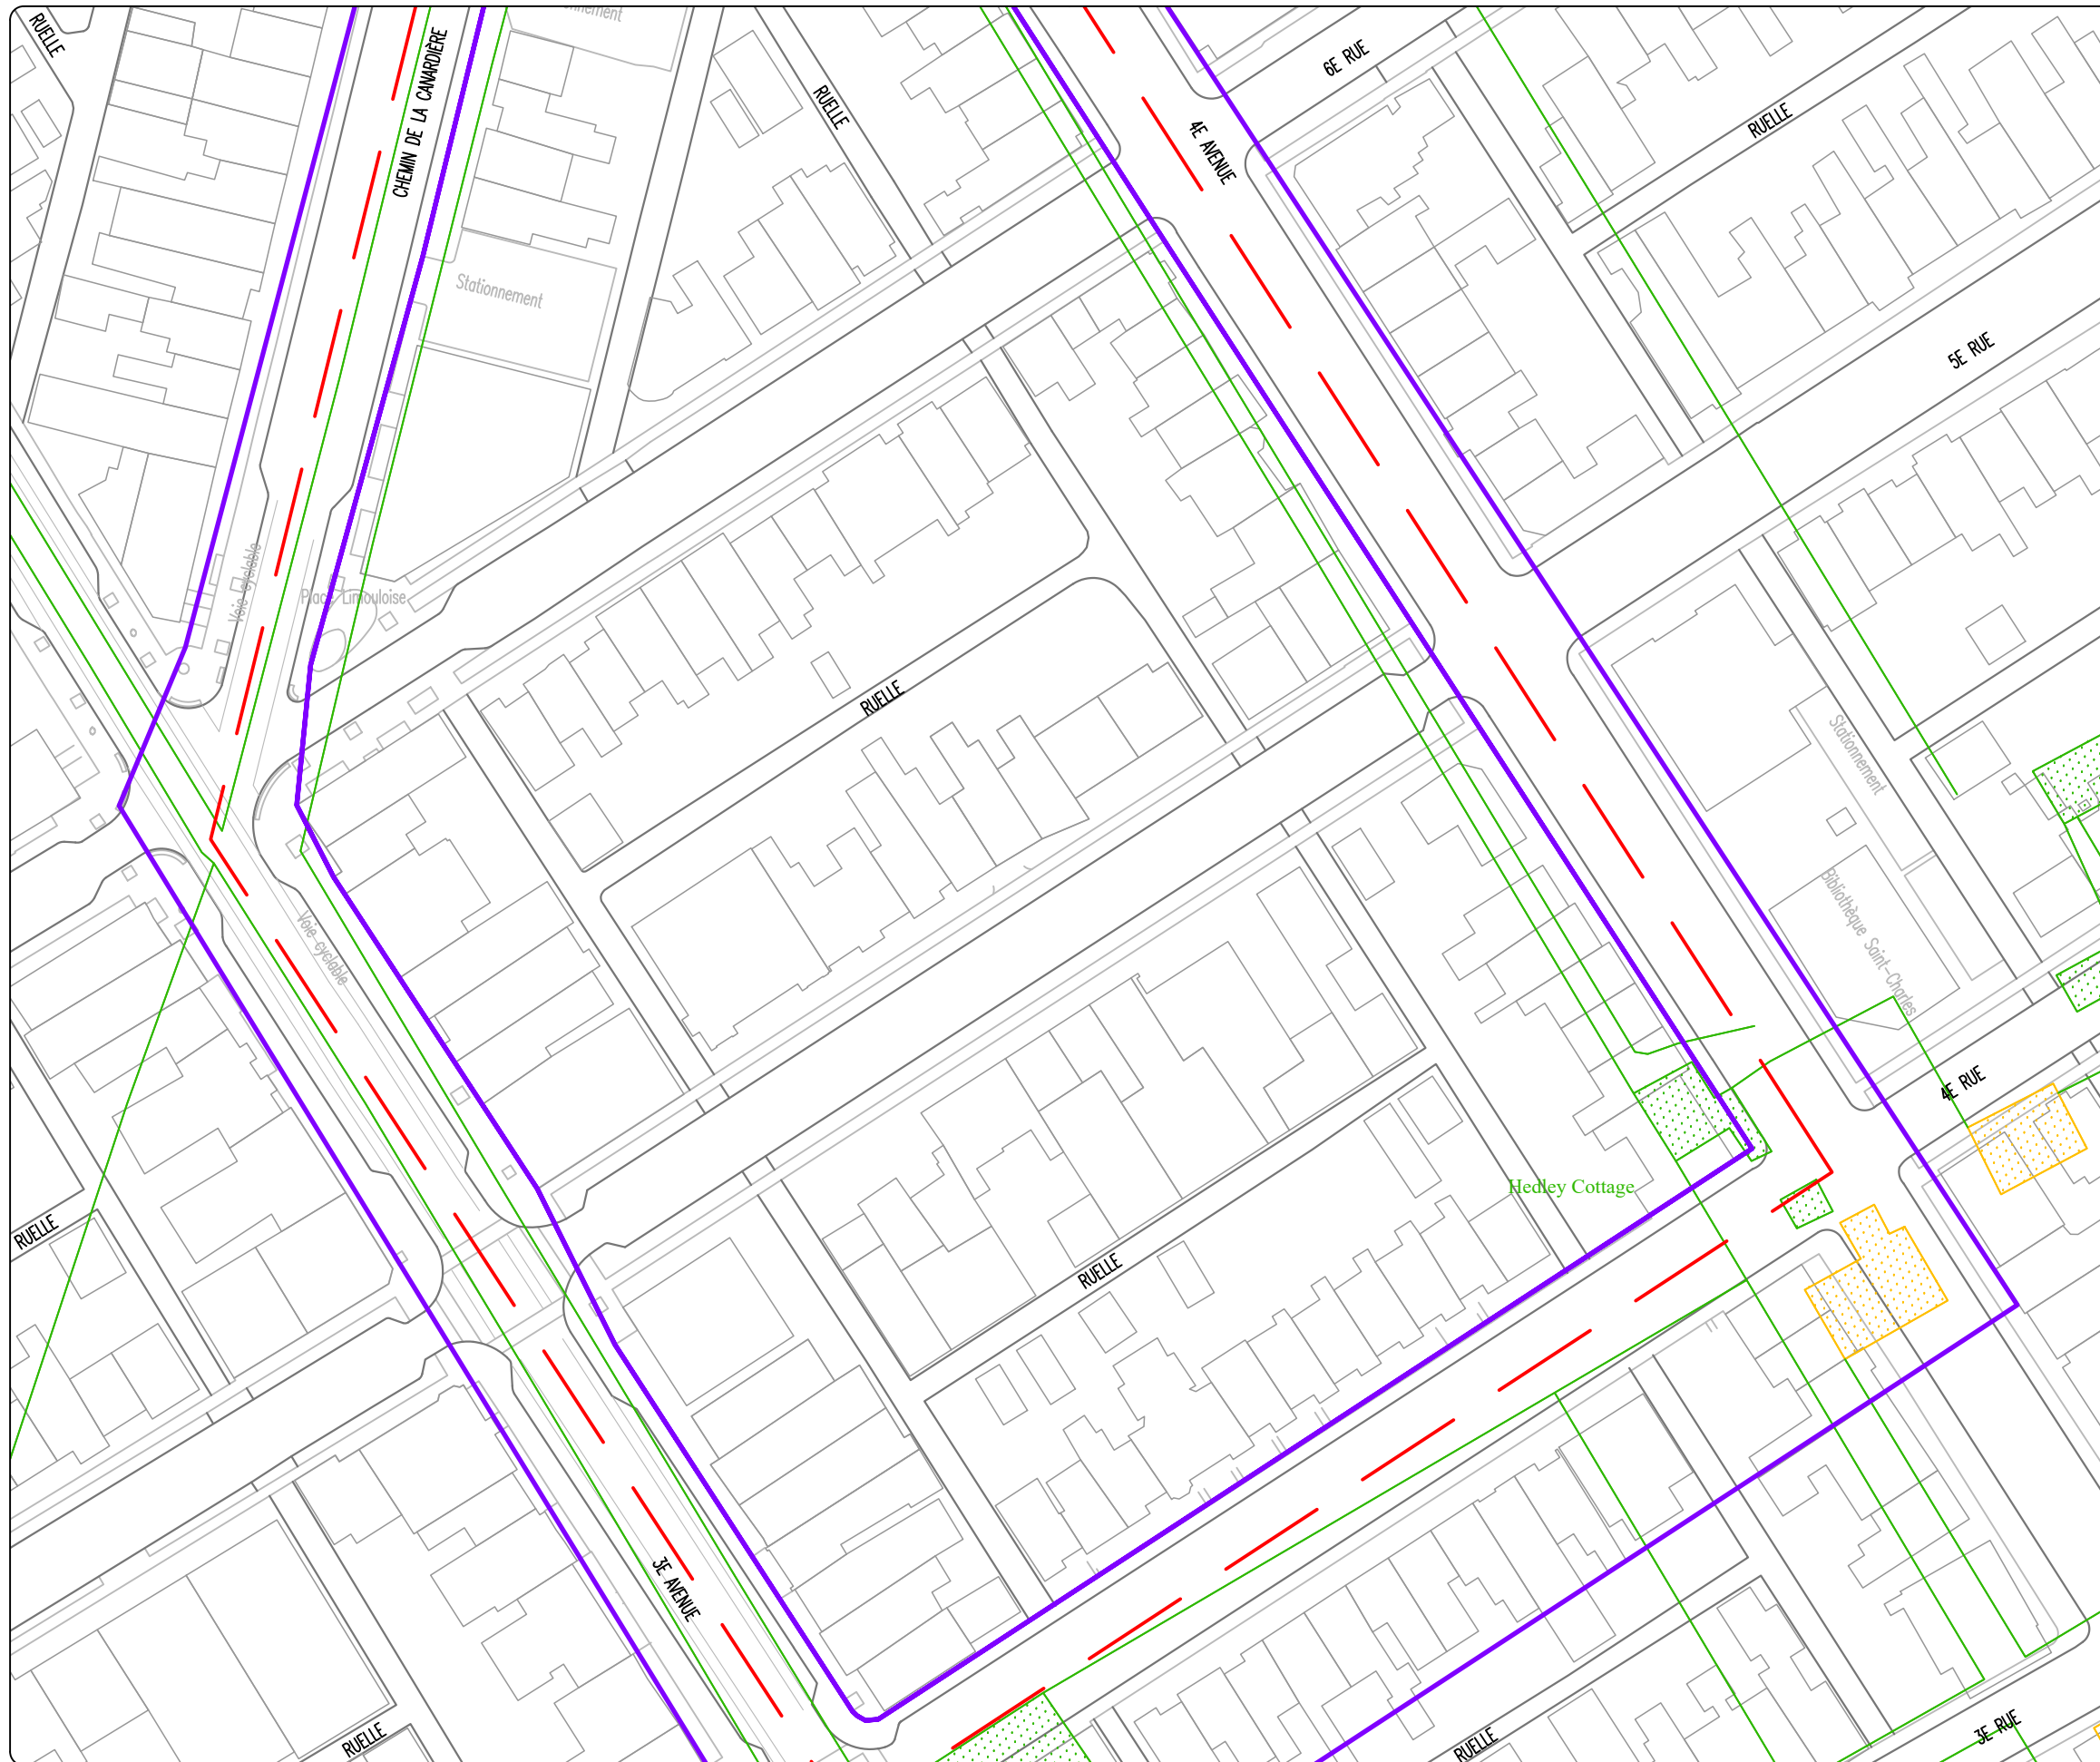 RUELLE
CHEMIN DE LA CANARDIÈRE
RUELLE
4E AVENUE
6E RUE
RUELLE
Stationnement
5E RUE
Voie cyclable
Place Limouloise
RUELLE
Stationnement
Bibliothèque Saint-Charles
Voie cyclable
4E RUE
Hedley Cottage
RUELLE
RUELLE
3E AVENUE
RUELLE
RUELLE
3E RUE